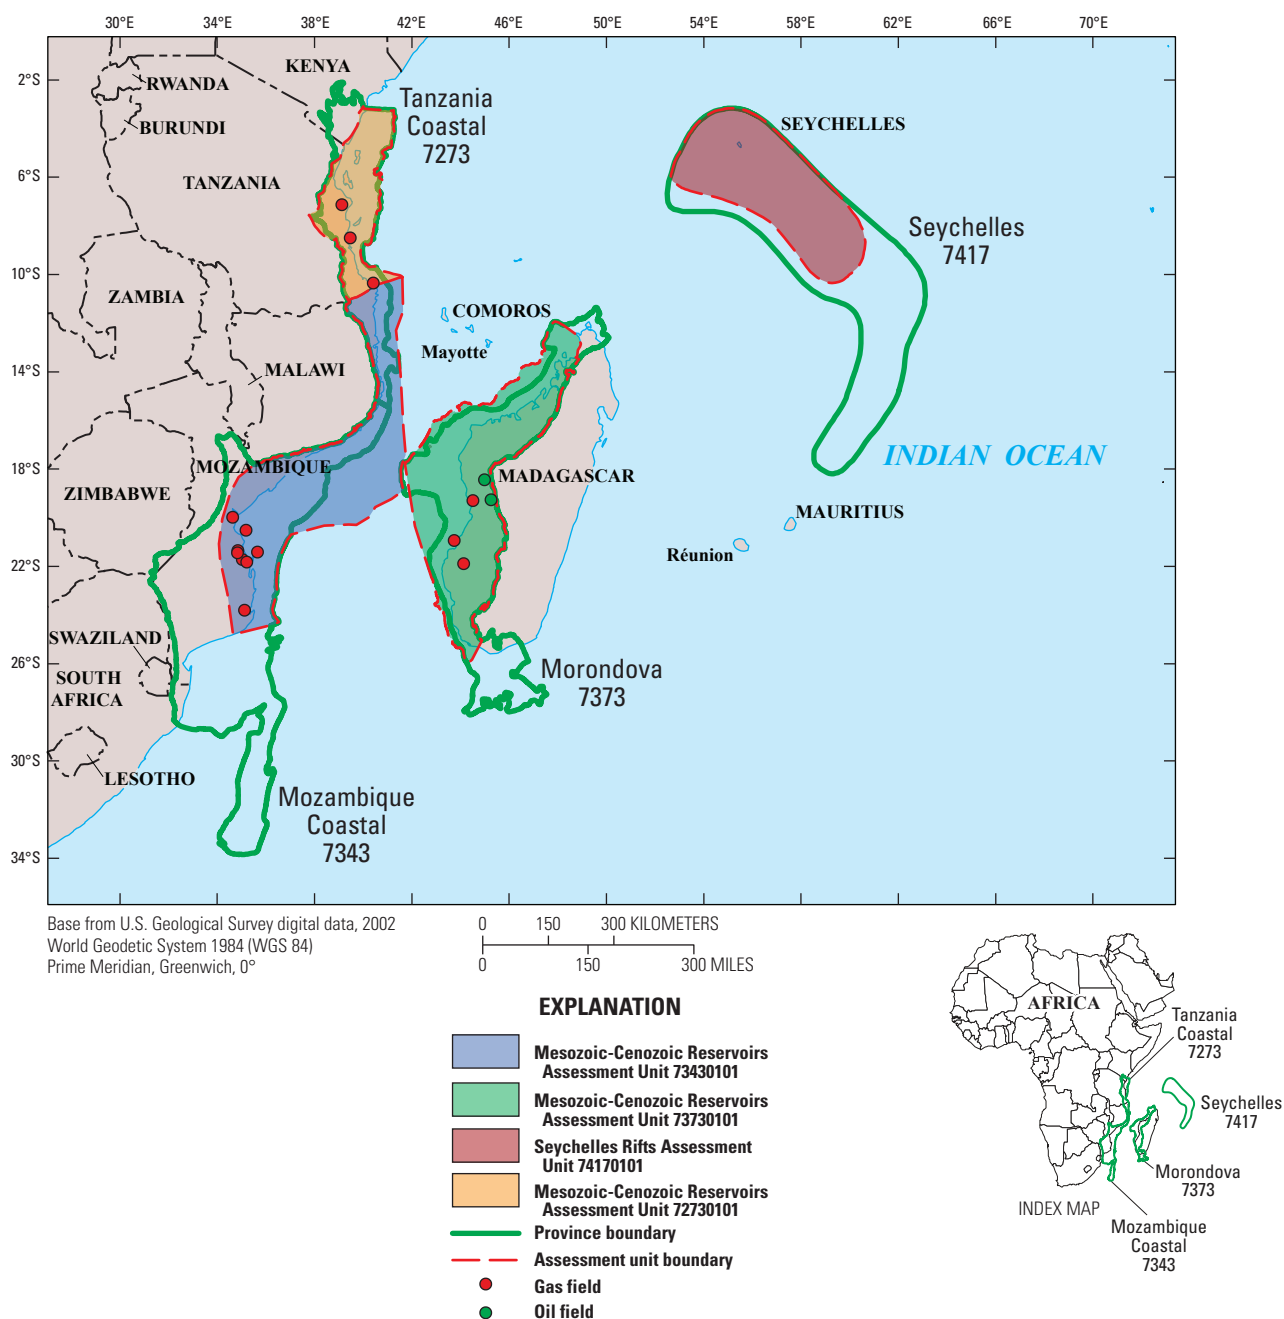 30°E 34°E 38°E 42°E 46°E 50°E 54°E 58°E 62°E 66°E 70°E
2°S
6°S
10°S
14°S
18°S
22°S
26°S
30°S
34°S
KENYA
RWANDA
BURUNDI
TANZANIA
Tanzania
Coastal
7273
SEYCHELLES
Seychelles
7417
ZAMBIA
COMOROS
Mayotte
MALAWI
MOZAMBIQUE
ZIMBABWE
MADAGASCAR
INDIAN OCEAN
MAURITIUS
Réunion
SWAZILAND
SOUTH
AFRICA
LESOTHO
Morondova
7373
Mozambique
Coastal
7343
Base from U.S. Geological Survey digital data, 2002
World Geodetic System 1984 (WGS 84)
Prime Meridian, Greenwich, 0°
0 150 300 KILOMETERS
0 150 300 MILES
EXPLANATION
Mesozoic-Cenozoic Reservoirs
Assessment Unit 73430101
Mesozoic-Cenozoic Reservoirs
Assessment Unit 73730101
Seychelles Rifts Assessment
Unit 74170101
Mesozoic-Cenozoic Reservoirs
Assessment Unit 72730101
Province boundary
Assessment unit boundary
Gas field
Oil field
AFRICA
Tanzania
Coastal
7273
Seychelles
7417
Morondova
7373
INDEX MAP
Mozambique
Coastal
7343